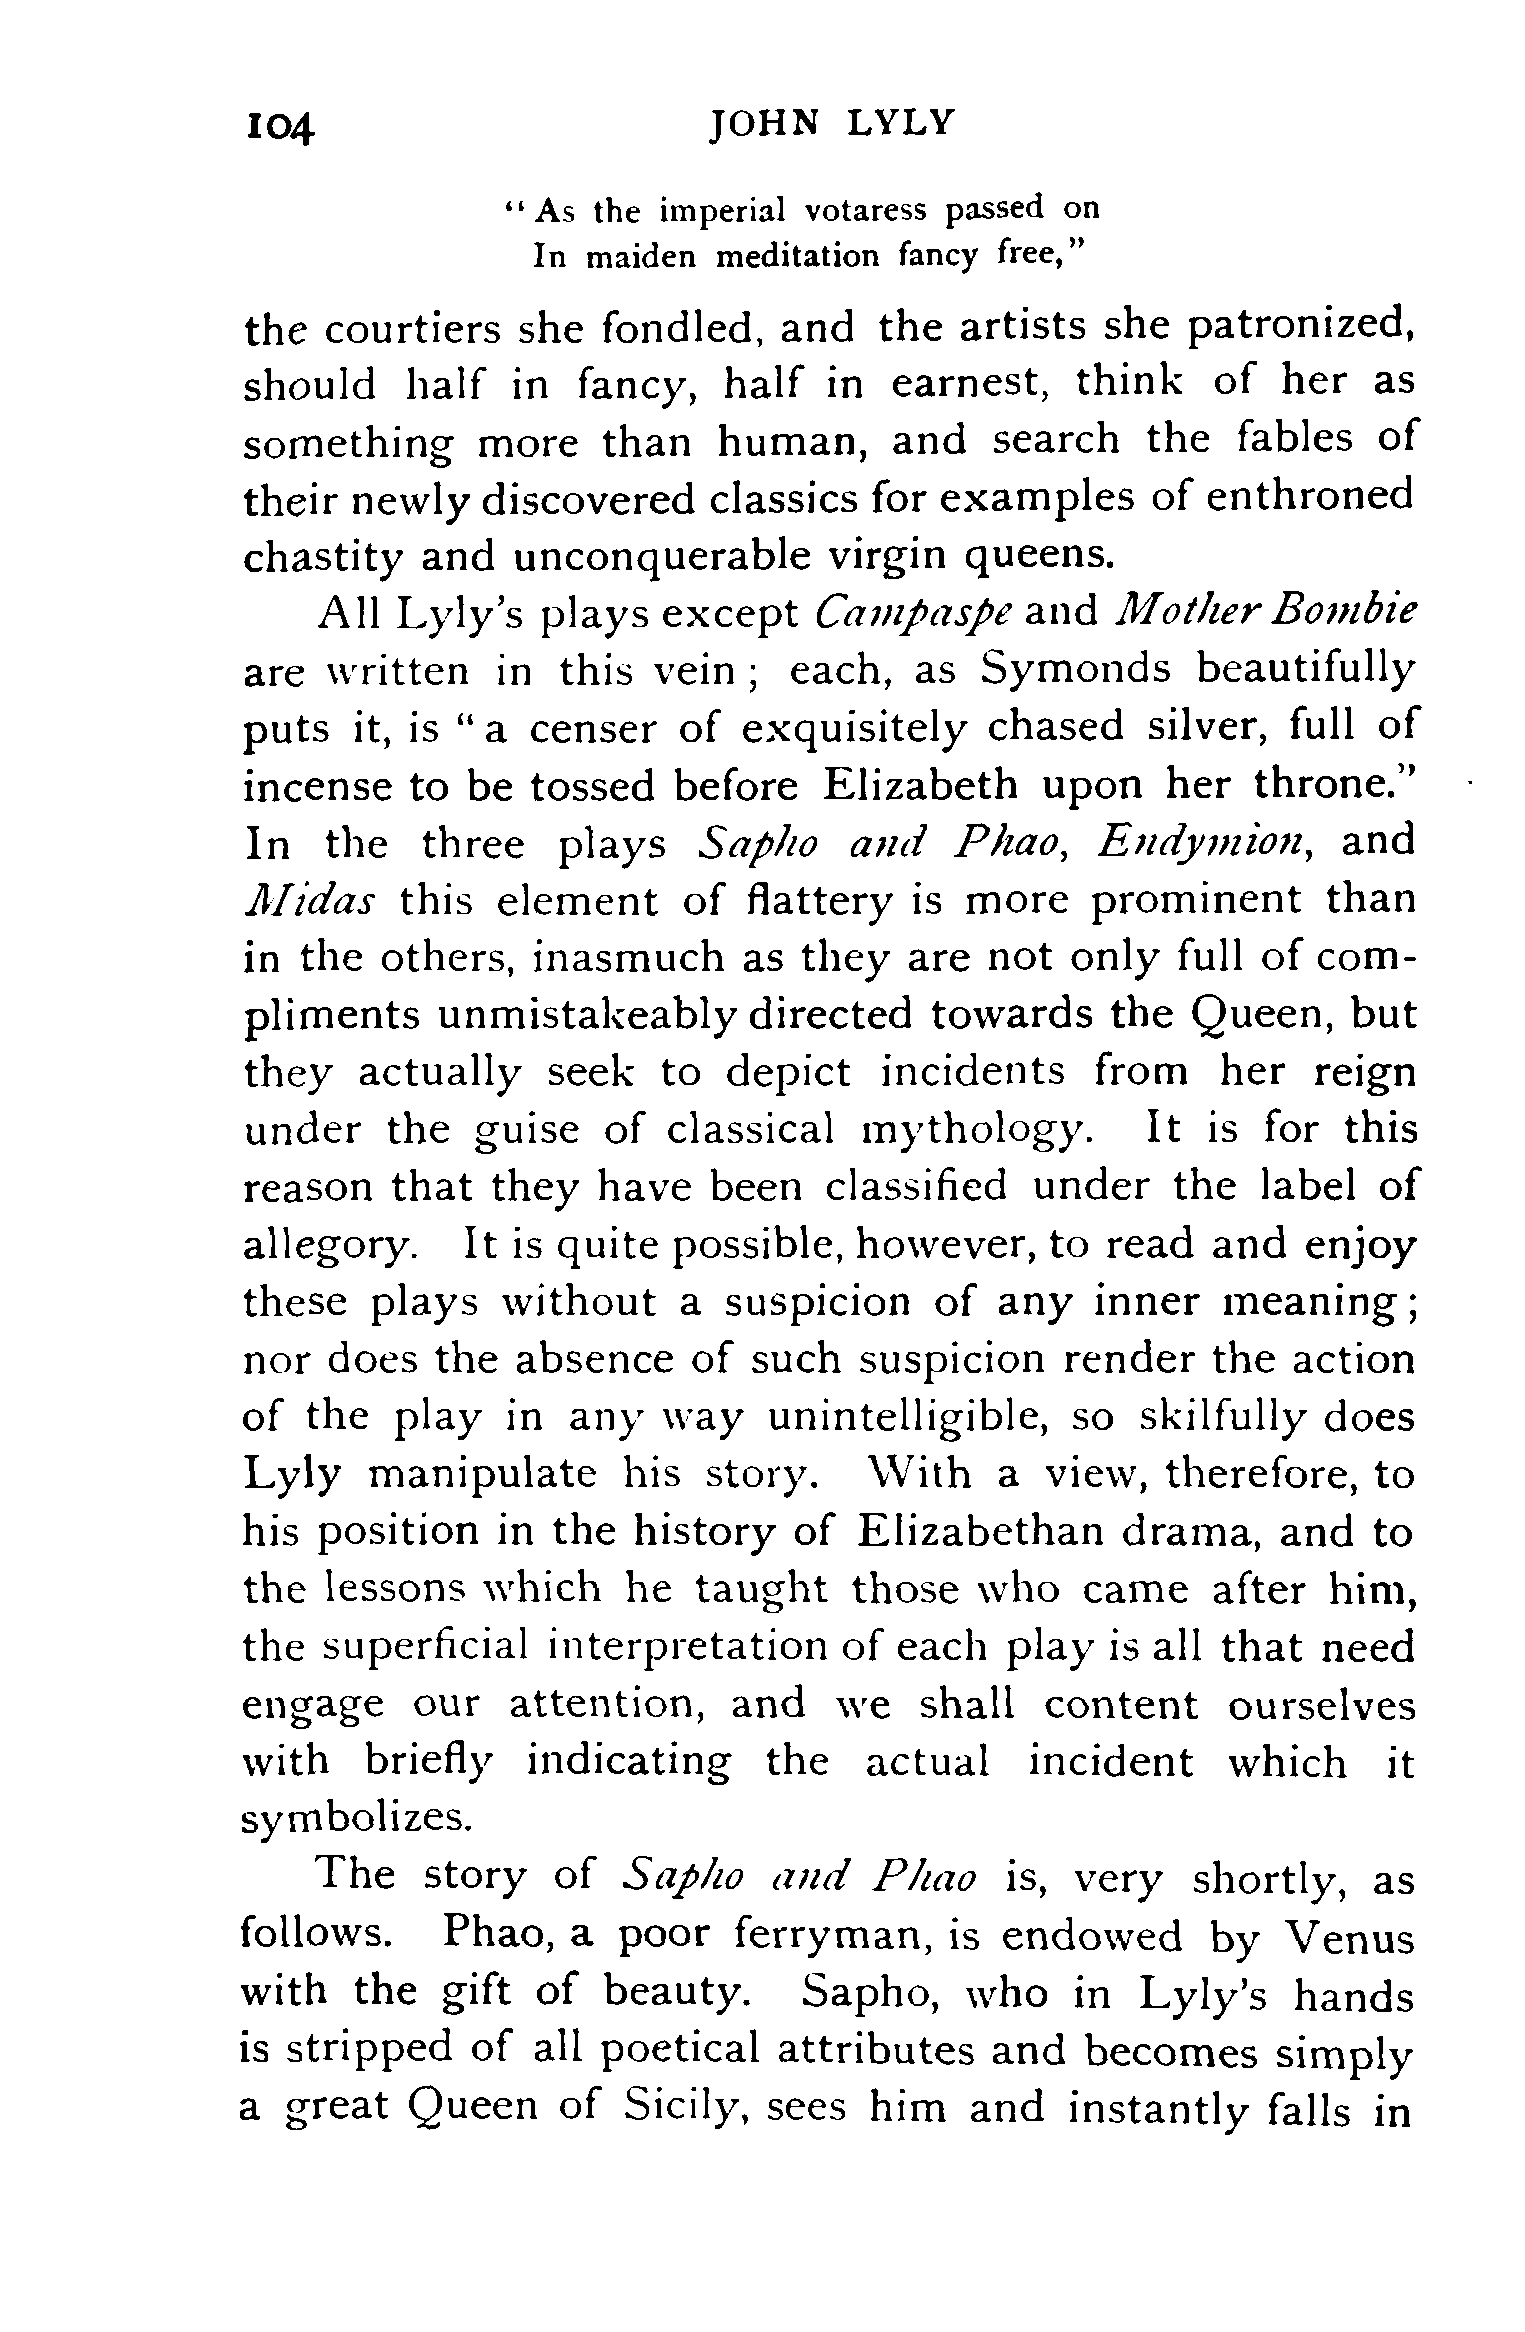 104 JOHN LYLY
“ As the imperial votaress passed on
In maiden meditation fancy free,”
the courtiers she fondled, and the artists she patronized,
should half in fancy, half in earnest, think of her as
something more than human, and search the fables of
their newly discovered classics for examples of enthroned
chastity and unconquerable virgin queens.
All Lyly’s plays except Campaspe and Mother Bombie
are written in this vein ; each, as Symonds beautifully
puts it, is “ a censer of exquisitely chased silver, full of
incense to be tossed before Elizabeth upon her throne.”
In the three plays Sapho and Phao, Endymion, and
Midas this element of flattery is more prominent than
in the others, inasmuch as they are not only full of com-
pliments unmistakeably directed towards the Queen, but
they actually seek to depict incidents from her reign
under the guise of classical mythology. It is for this
reason that they have been classified under the label of
allegory. It is quite possible, however, to read and enjoy
these plays without a suspicion of any inner meaning ;
nor does the absence of such suspicion render the action
of the play in any way unintelligible, so skilfully does
Lyly manipulate his story. With a view, therefore, to
his position in the history of Elizabethan drama, and to
the lessons which he taught those who came after him,
the superficial interpretation of each play is all that need
engage our attention, and we shall content ourselves
with briefly indicating the actual incident which it
symbolizes.
The story of Sapho and Phao is, very shortly, as
follows. Phao, a poor ferryman, is endowed by Venus
with the gift of beauty. Sapho, who in Lyly’s hands
is stripped of all poetical attributes and becomes simply
a great Queen of Sicily, sees him and instantly falls in